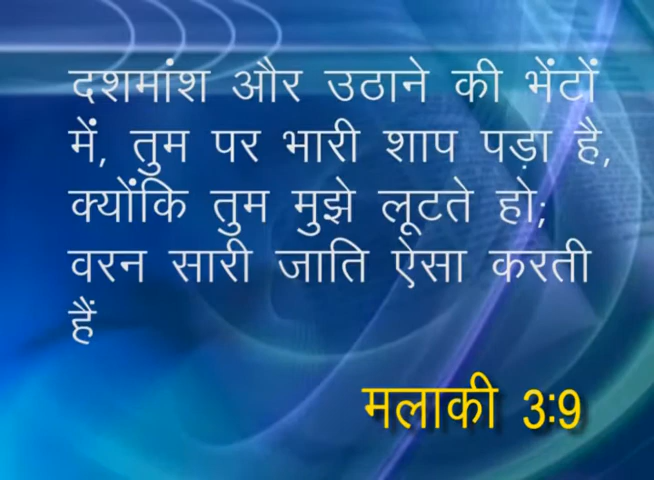 दशमांश और उठाने की भेंटों
में, तुम पर भारी शाप पड़ा है,
क्योंकि तुम मुझे लूटते हो;
वरन सारी जाति ऐसा करती
हैं
मलाकी 3:9